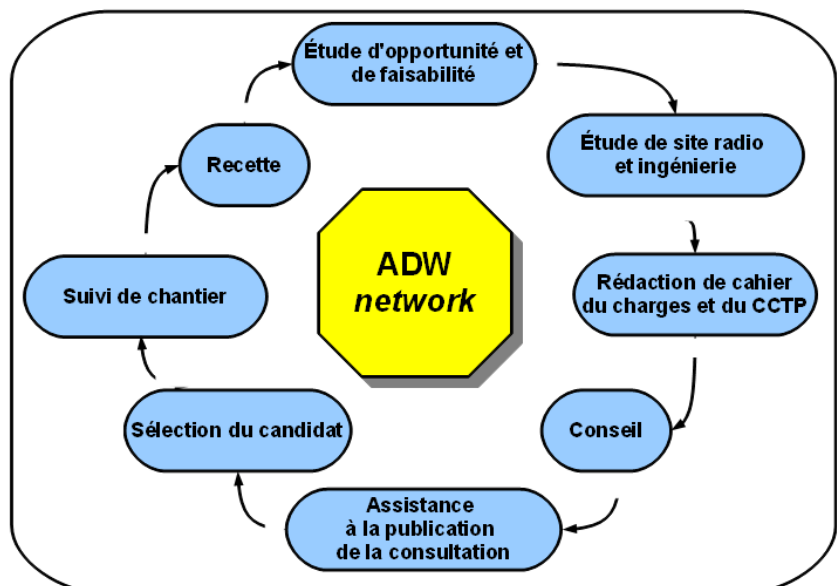 Étude d'opportunité et
de faisabilité
Étude de site radio
et ingénierie
Rédaction de cahier
du charges et du CCTP
Conseil
Assistance
à la publication
de la consultation
Sélection du candidat
Suivi de chantier
Recette
ADW
network